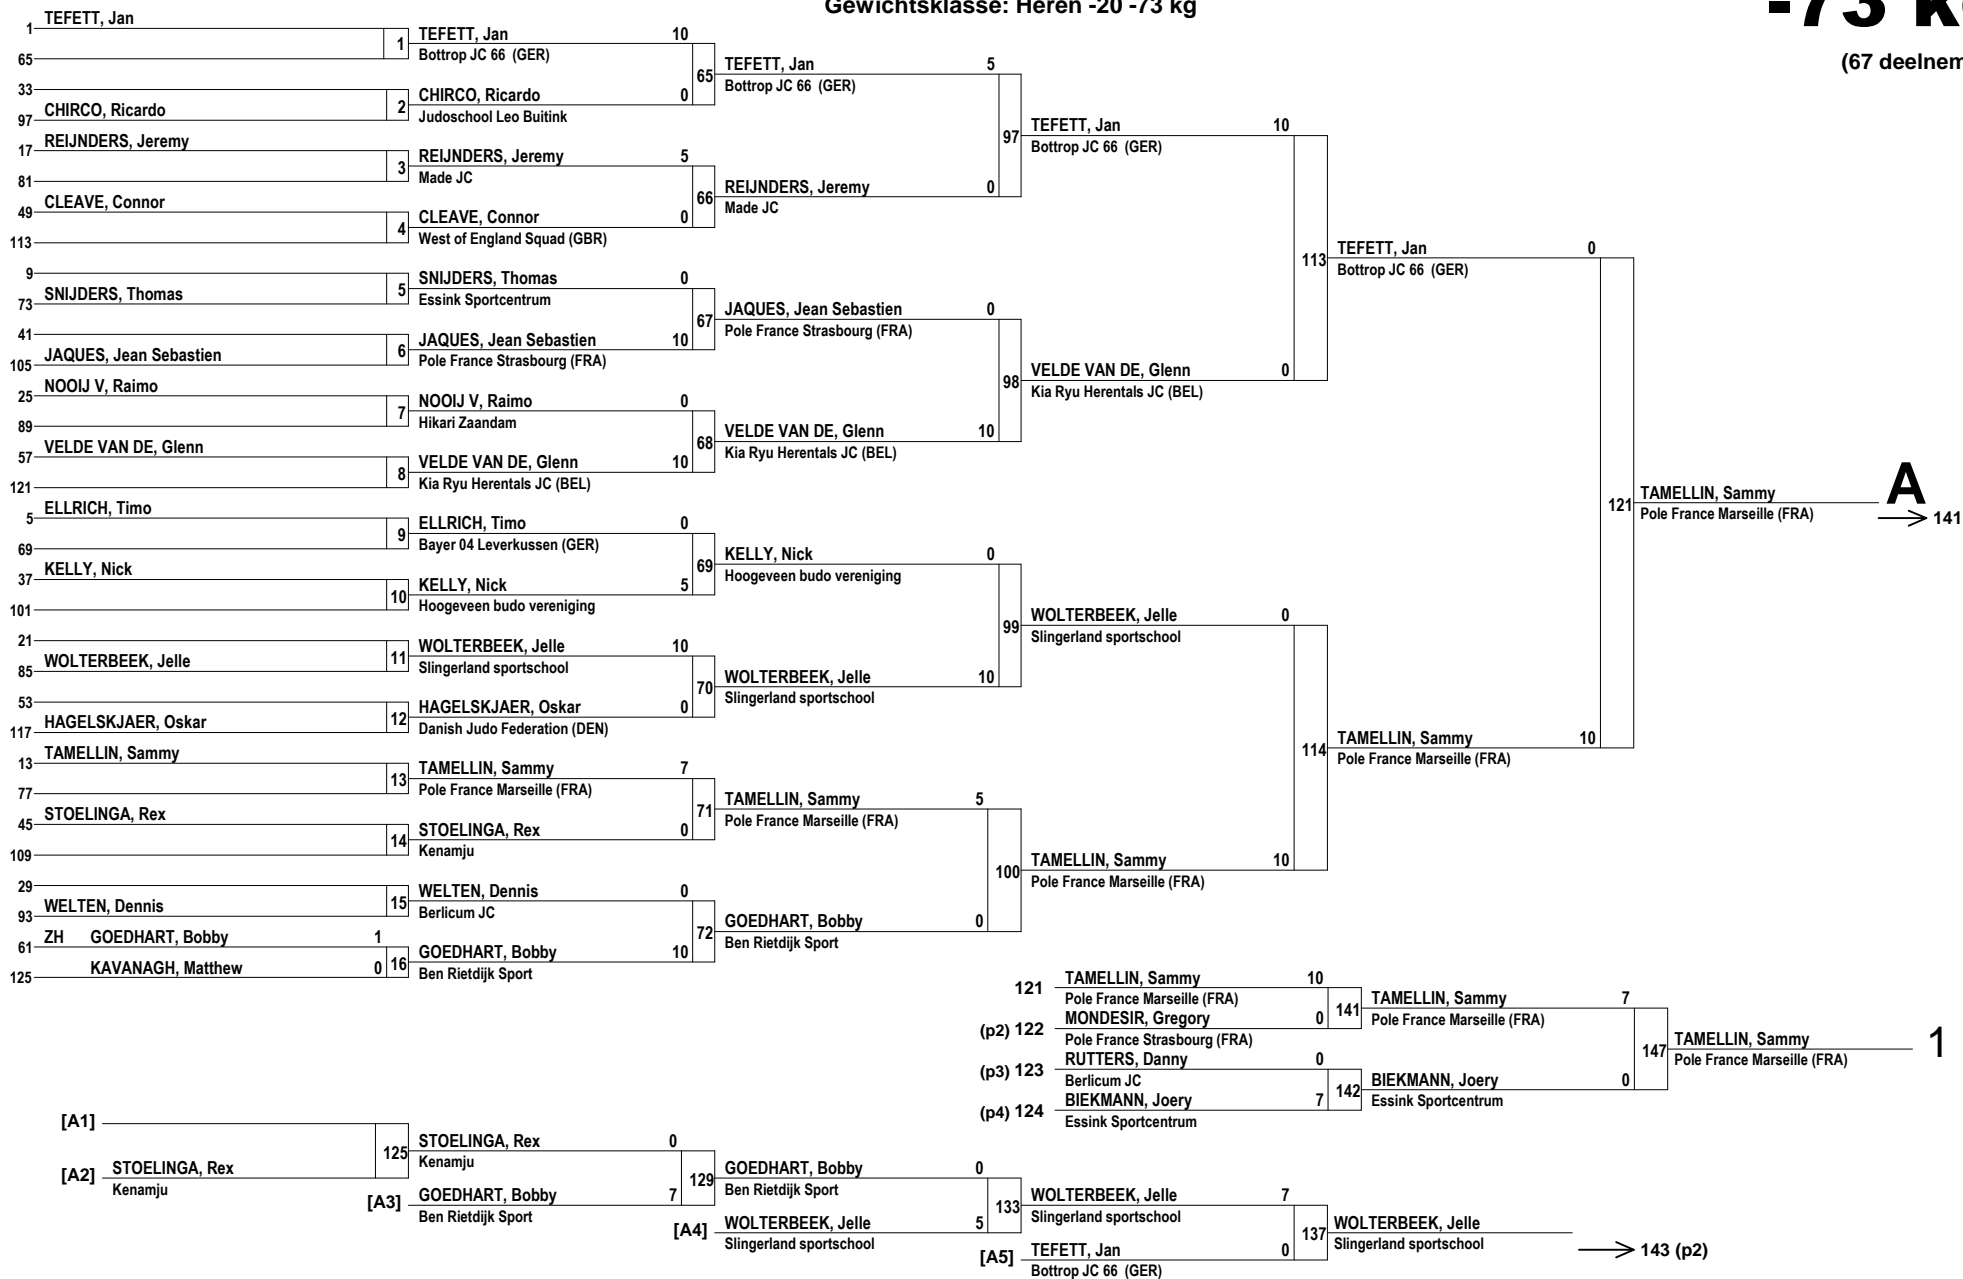 Gewichtsklasse: Heren -20 -73 kg
(67
1 TEFETT, Jan
65
33
97 CHIRCO, Ricardo
17 REIJNDERS, Jeremy
81
49 CLEAVE, Connor
113
9
73 SNIJDERS, Thomas
41
105 JAQUES, Jean Sebastien
25 NOOIJ V, Raimo
89
57 VELDE VAN DE, Glenn
121
5 ELLRICH, Timo
69
37 KELLY, Nick
101
21
85 WOLTERBEEK, Jelle
53
117 HAGELSKJAER, Oskar
13 TAMELLIN, Sammy
77
45 STOELINGA, Rex
109
29
93 WELTEN, Dennis
61 ZH GOEDHART, Bobby 1
125 KAVANAGH, Matthew 0
1 TEFETT, Jan 10
Bottrop JC 66 (GER)
2 CHIRCO, Ricardo 0
Judoschool Leo Buitink
3 REIJNDERS, Jeremy 5
Made JC
4 CLEAVE, Connor 0
West of England Squad (GBR)
5 SNIJDERS, Thomas 0
Essink Sportcentrum
6 JAQUES, Jean Sebastien 10
Pole France Strasbourg (FRA)
7 NOOIJ V, Raimo 0
Hikari Zaandam
8 VELDE VAN DE, Glenn 10
Kia Ryu Herentals JC (BEL)
9 ELLRICH, Timo 0
Bayer 04 Leverkussen (GER)
10 KELLY, Nick 5
Hoogeveen budo vereniging
11 WOLTERBEEK, Jelle 10
Slingerland sportschool
12 HAGELSKJAER, Oskar 0
Danish Judo Federation (DEN)
13 TAMELLIN, Sammy 7
Pole France Marseille (FRA)
14 STOELINGA, Rex 0
Kenamju
15 WELTEN, Dennis 0
Berlicum JC
16 GOEDHART, Bobby 10
Ben Rietdijk Sport
65 TEFETT, Jan 5
Bottrop JC 66 (GER)
66 REIJNDERS, Jeremy 0
Made JC
67 JAQUES, Jean Sebastien 0
Pole France Strasbourg (FRA)
68 VELDE VAN DE, Glenn 10
Kia Ryu Herentals JC (BEL)
69 KELLY, Nick 0
Hoogeveen budo vereniging
70 WOLTERBEEK, Jelle 10
Slingerland sportschool
71 TAMELLIN, Sammy 5
Pole France Marseille (FRA)
72 GOEDHART, Bobby 0
Ben Rietdijk Sport
97 TEFETT, Jan 10
Bottrop JC 66 (GER)
98 VELDE VAN DE, Glenn 0
Kia Ryu Herentals JC (BEL)
99 WOLTERBEEK, Jelle 0
Slingerland sportschool
100 TAMELLIN, Sammy 10
Pole France Marseille (FRA)
113 TEFETT, Jan 0
Bottrop JC 66 (GER)
114 TAMELLIN, Sammy 10
Pole France Marseille (FRA)
121 TAMELLIN, Sammy A
Pole France Marseille (FRA) 141
121 TAMELLIN, Sammy 10
Pole France Marseille (FRA)
(p2) 122 MONDESIR, Gregory 0
Pole France Strasbourg (FRA)
(p3) 123 RUTTERS, Danny 0
Berlicum JC
(p4) 124 BIEKMANN, Joery 7
Essink Sportcentrum
141 TAMELLIN, Sammy 7
Pole France Marseille (FRA)
142 BIEKMANN, Joery 0
Essink Sportcentrum
147 TAMELLIN, Sammy 1
Pole France Marseille (FRA)
[A1]
[A2] STOELINGA, Rex
Kenamju
125 STOELINGA, Rex 0
Kenamju
[A3] GOEDHART, Bobby 7
Ben Rietdijk Sport
129 GOEDHART, Bobby 0
Ben Rietdijk Sport
[A4] WOLTERBEEK, Jelle 5
Slingerland sportschool
133 WOLTERBEEK, Jelle 7
Slingerland sportschool
[A5] TEFETT, Jan 0
Bottrop JC 66 (GER)
137 WOLTERBEEK, Jelle
Slingerland sportschool
143 (p2)